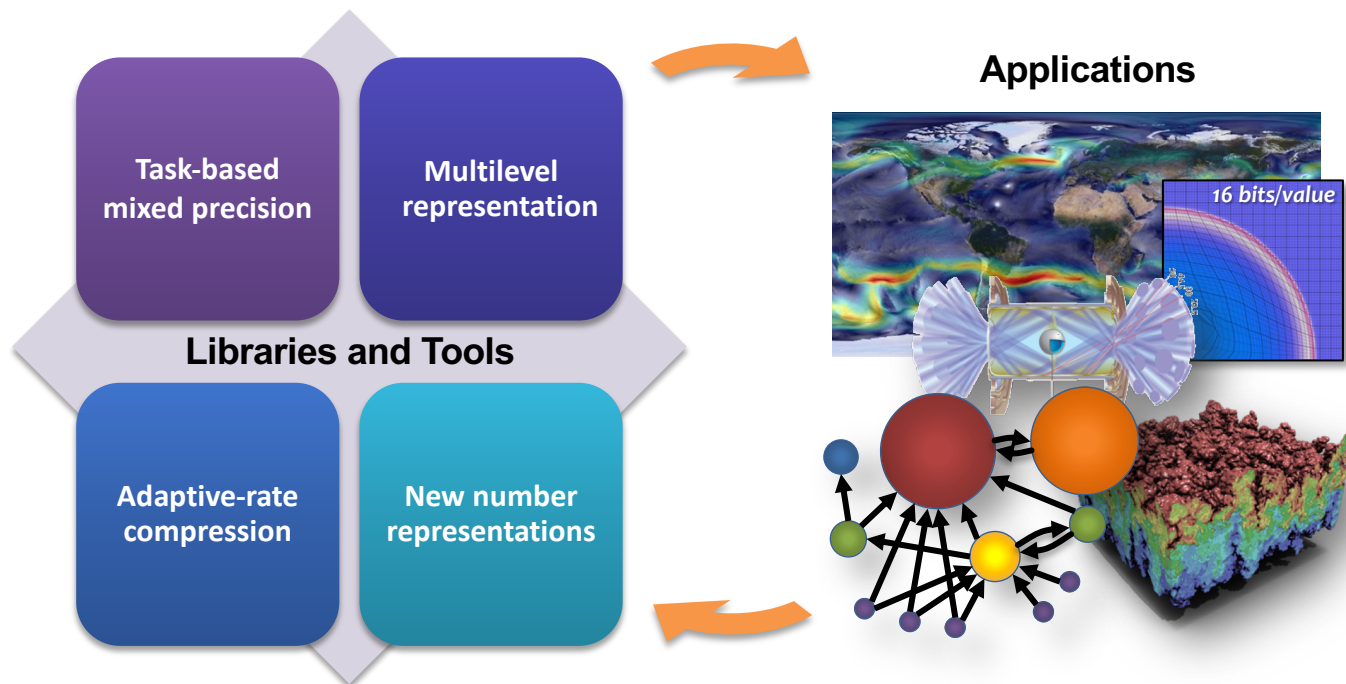 Task-based
mixed precision
Multilevel
representation
Libraries and Tools
Adaptive-rate
compression
New number
representations
Applications
16 bits/value